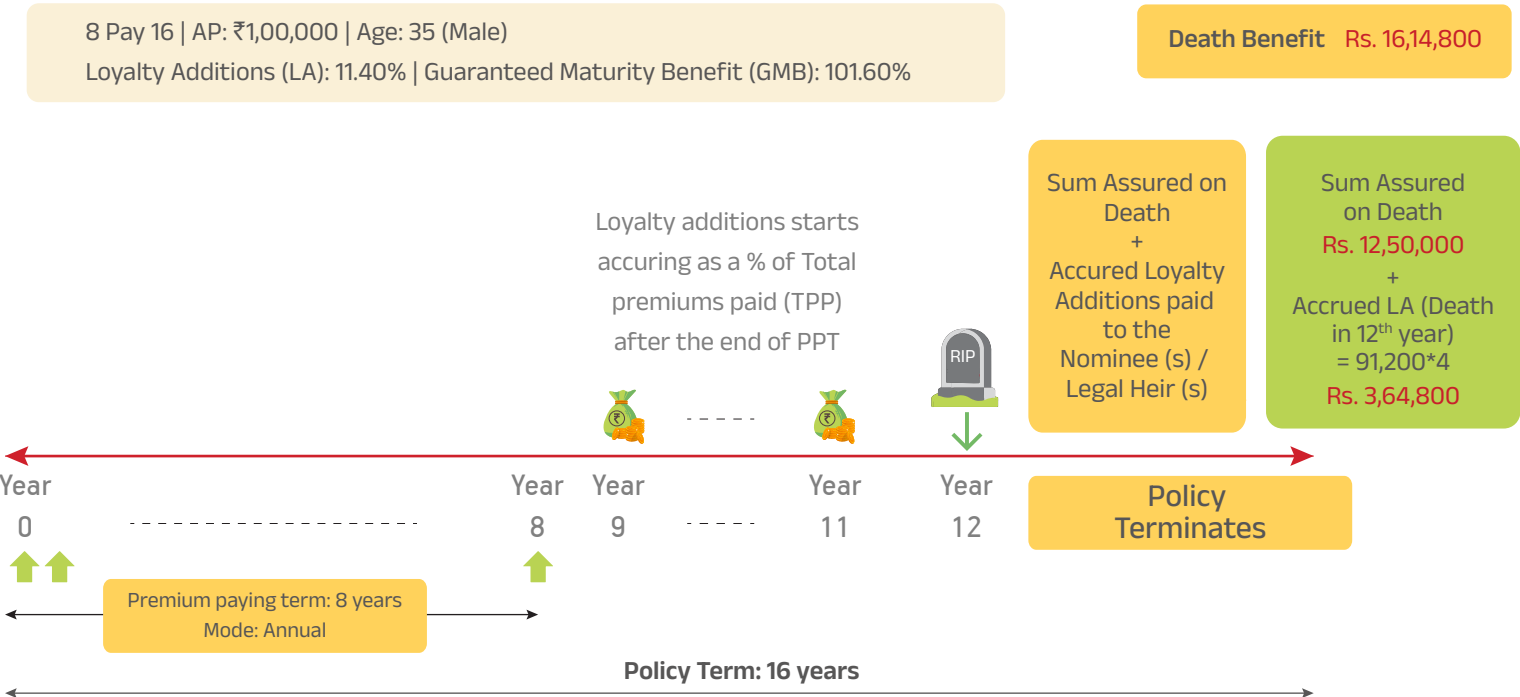 8 Pay 16 | AP: ₹1,00,000 | Age: 35 (Male)
Loyalty Additions (LA): 11.40% | Guaranteed Maturity Benefit (GMB): 101.60%
Death Benefit Rs. 16,14,800
Loyalty additions starts
accuring as a % of Total
premiums paid (TPP)
after the end of PPT
RIP
₹
₹
Sum Assured on
Death
+
Accured Loyalty
Additions paid
to the
Nominee (s) /
Legal Heir (s)
Sum Assured
on Death
Rs. 12,50,000
+
Accrued LA (Death
in 12th year)
= 91,200*4
Rs. 3,64,800
Year Year Year Year Year
0 8 9 11 12
Policy
Terminates
Premium paying term: 8 years
Mode: Annual
Policy Term: 16 years